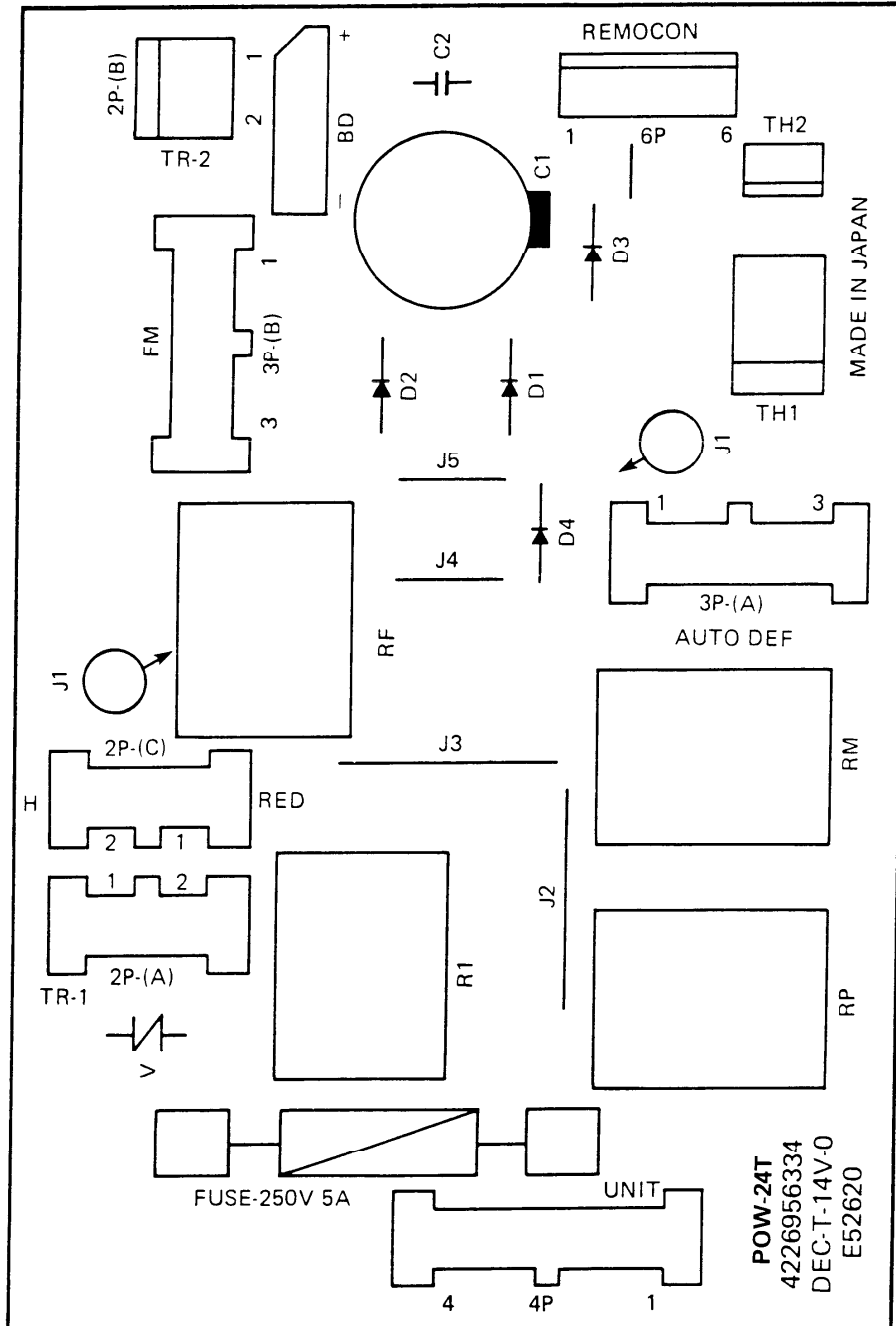 REMOCON
C2
2P-(B)
1
2
TR-2
+
BD
−
1
6P
6
TH2
C1
D3
FM
1
3P-(B)
3
D2
D1
MADE IN JAPAN
TH1
J1
J5
J4
D4
1
3
3P-(A)
AUTO DEF
RF
J1
2P-(C)
H
RED
2
1
J3
RM
1
2
2P-(A)
TR-1
V
R1
J2
RP
FUSE-250V 5A
UNIT
4
4P
1
POW-24T
4226956334
DEC-T-14V-0
E52620